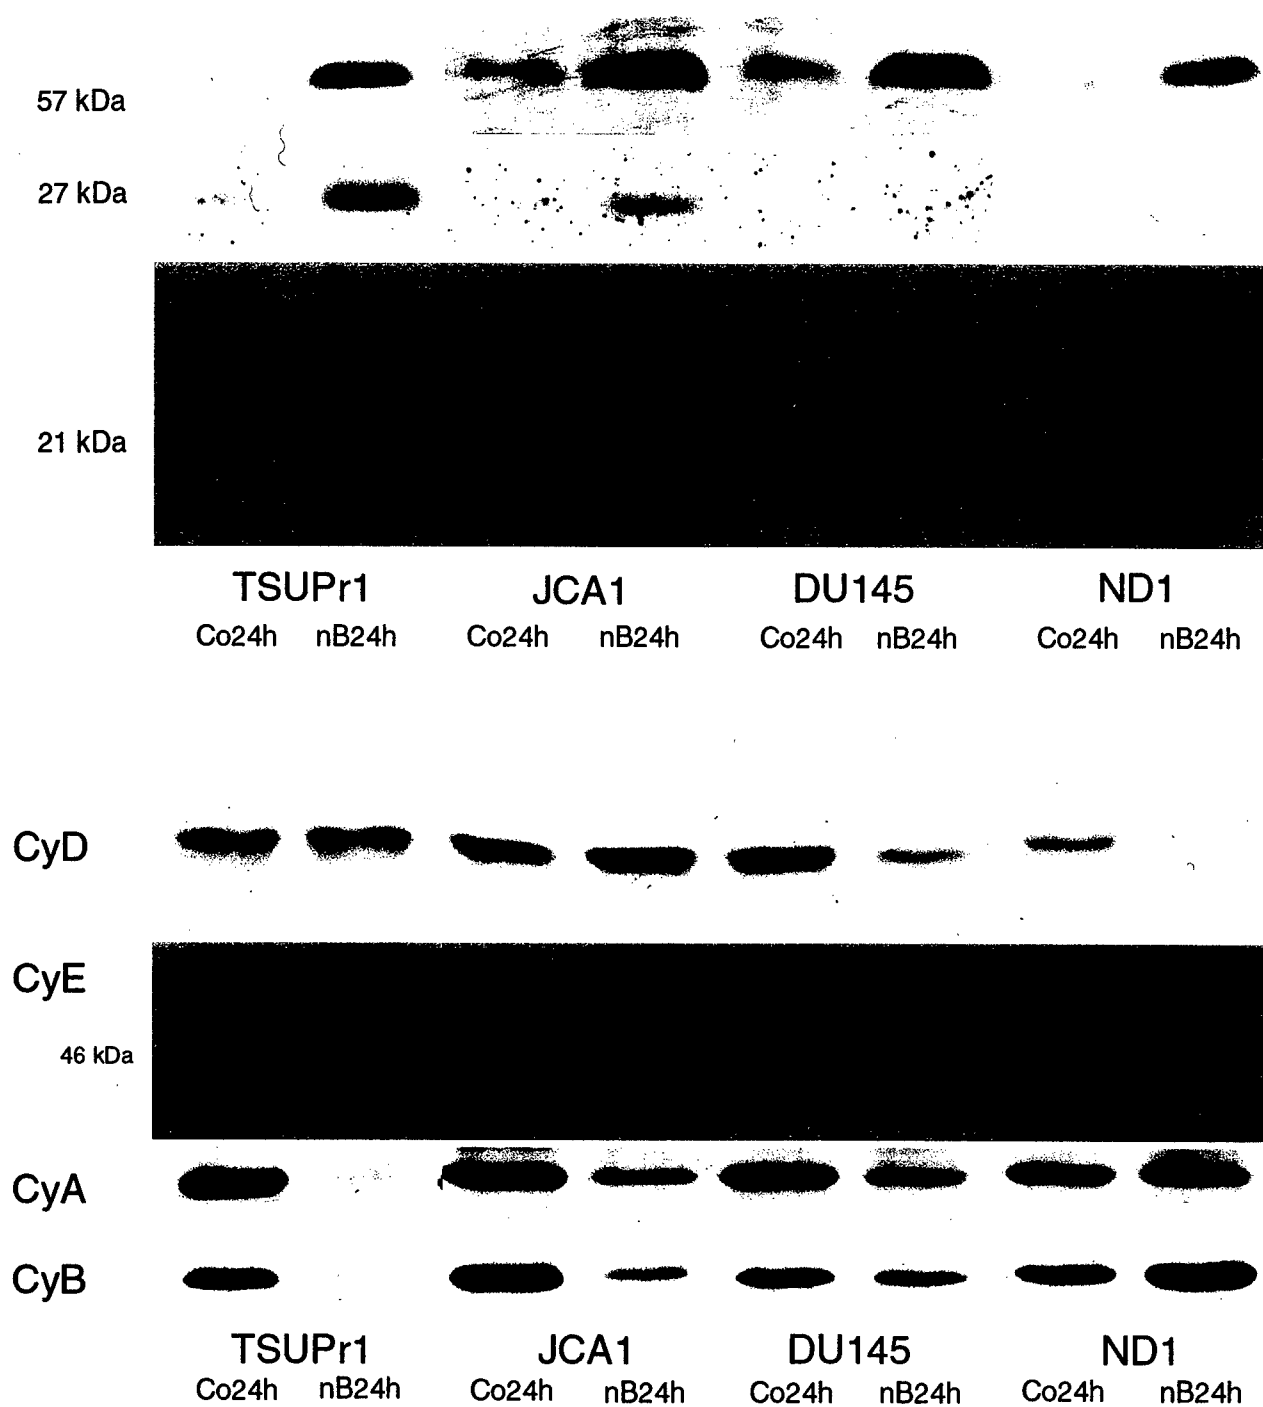 57 kDa
27 kDa
21 kDa
TSUPr1 JCA1 DU145 ND1
Co24h nB24h Co24h nB24h Co24h nB24h Co24h nB24h
CyD
CyE
46 kDa
CyA
CyB
TSUPr1 JCA1 DU145 ND1
Co24h nB24h Co24h nB24h Co24h nB24h Co24h nB24h